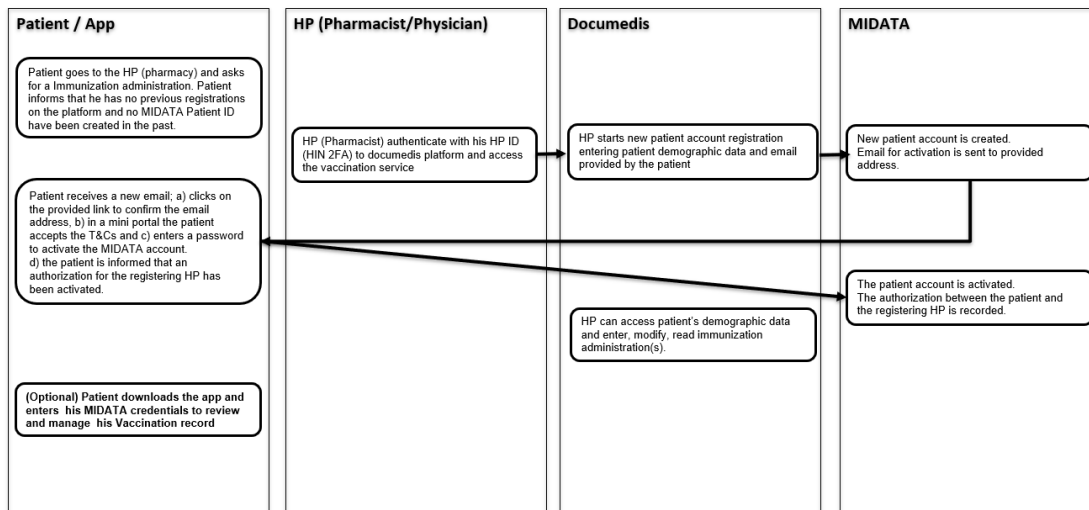 Patient / App
HP (Pharmacist/Physician)
Documedis
MIDATA
Patient goes to the HP (pharmacy) and asks
for a Immunization administration. Patient
informs that he has no previous registrations
on the platform and no MIDATA Patient ID
have been created in the past.
HP (Pharmacist) authenticate with his HP ID
(HIN 2FA) to documedis platform and access
the vaccination service
HP starts new patient account registration
entering patient demographic data and email
provided by the patient
New patient account is created.
Email for activation is sent to provided
address.
Patient receives a new email; a) clicks on
the provided link to confirm the email
address, b) in a mini portal the patient
accepts the T&Cs and c) enters a password
to activate the MIDATA account.
d) the patient is informed that an
authorization for the registering HP has
been activated.
The patient account is activated.
The authorization between the patient and
the registering HP is recorded.
HP can access patient's demographic data
and enter, modify, read immunization
administration(s).
(Optional) Patient downloads the app and
enters his MIDATA credentials to review
and manage his Vaccination record